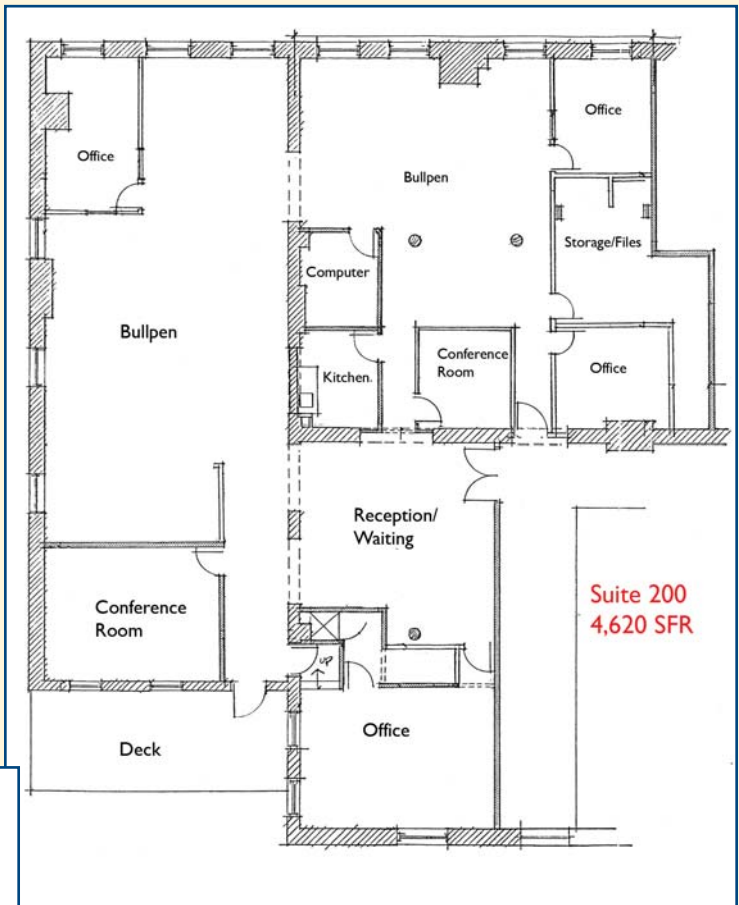 Office
Office
Bullpen
Storage/Files
Computer
Bullpen
Conference
Room
Kitchen.
Office
Reception/
Waiting
Suite 200
4,620 SFR
Conference
Room
UP
Office
Deck